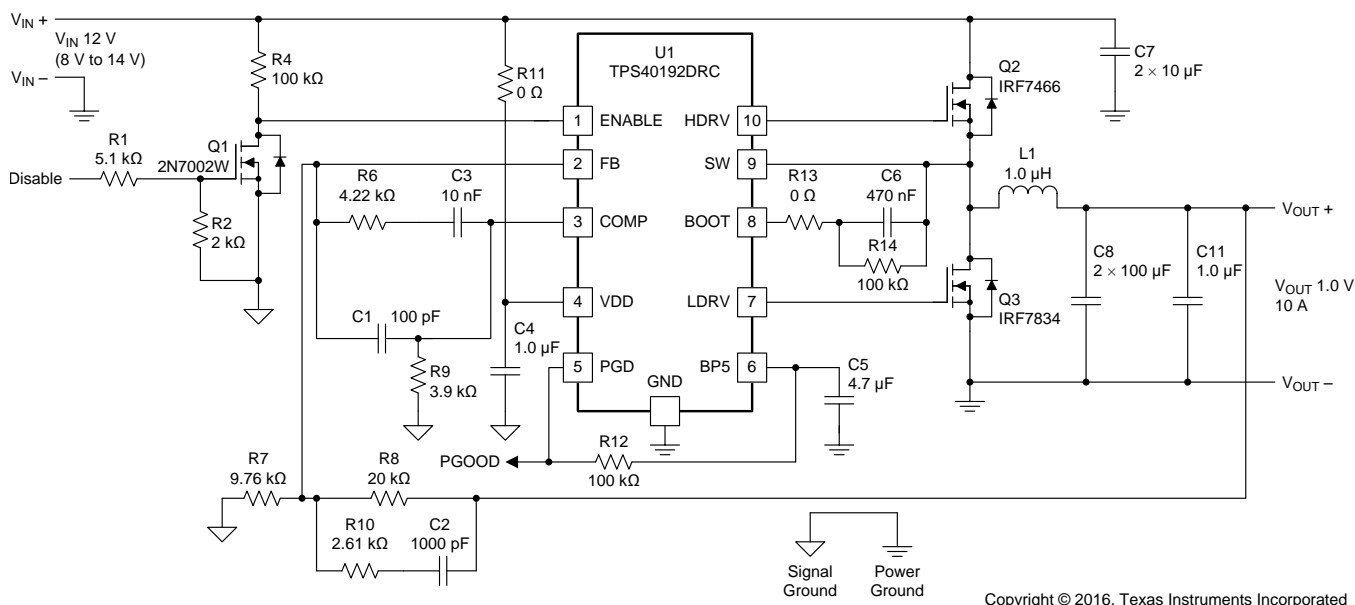 VIN +
VIN 12 V
(8 V to 14 V)
VIN –
R4
100 kΩ
R11
0 Ω
U1
TPS40192DRC
C7
2 × 10 µF
Q2
IRF7466
R1
5.1 kΩ
Q1
2N7002W
Disable
R2
2 kΩ
1 ENABLE HDRV 10
2 FB SW 9
3 COMP BOOT 8
4 VDD LDRV 7
5 PGD BP5 6
GND
R6
4.22 kΩ
C3
10 nF
R13
0 Ω
C6
470 nF
R14
100 kΩ
L1
1.0 µH
VOUT +
C8
2 × 100 µF
C11
1.0 µF
VOUT 1.0 V
10 A
Q3
IRF7834
C1 100 pF
C4
1.0 µF
R9
3.9 kΩ
C5
4.7 µF
VOUT –
PGOOD
R12
100 kΩ
R7
9.76 kΩ
R8
20 kΩ
R10
2.61 kΩ
C2
1000 pF
Signal
Ground
Power
Ground
Copyright © 2016, Texas Instruments Incorporated